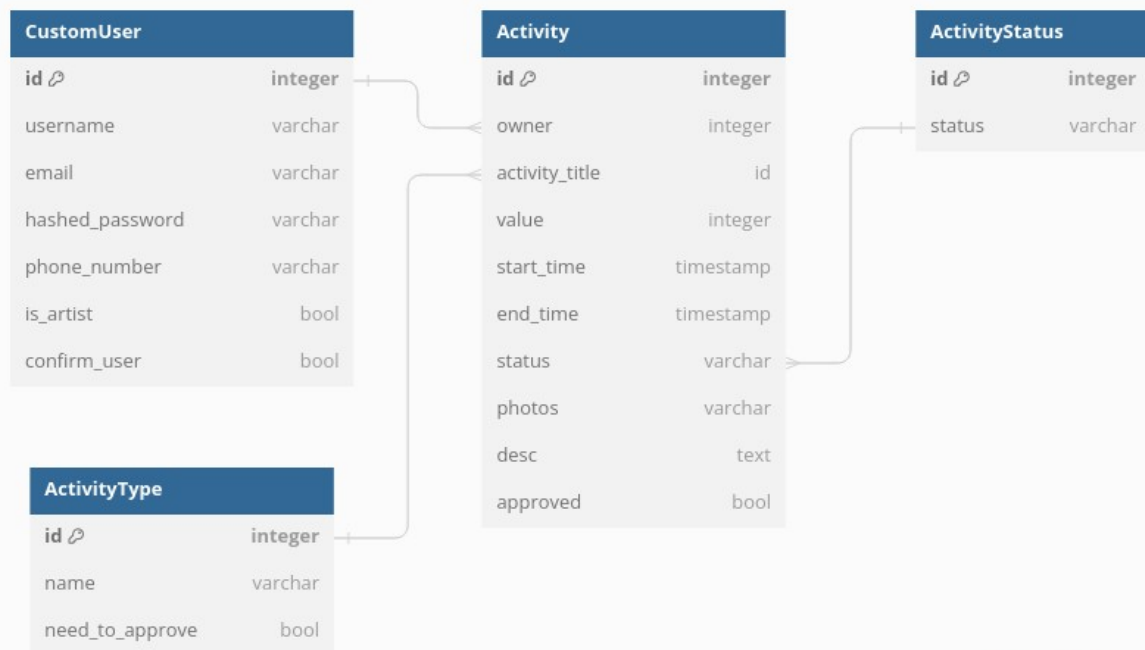 CustomUser
id integer
username varchar
email varchar
hashed_password varchar
phone_number varchar
is_artist bool
confirm_user bool
Activity
id integer
owner integer
activity_title id
value integer
start_time timestamp
end_time timestamp
status varchar
photos varchar
desc text
approved bool
ActivityStatus
id integer
status varchar
ActivityType
id integer
name varchar
need_to_approve bool